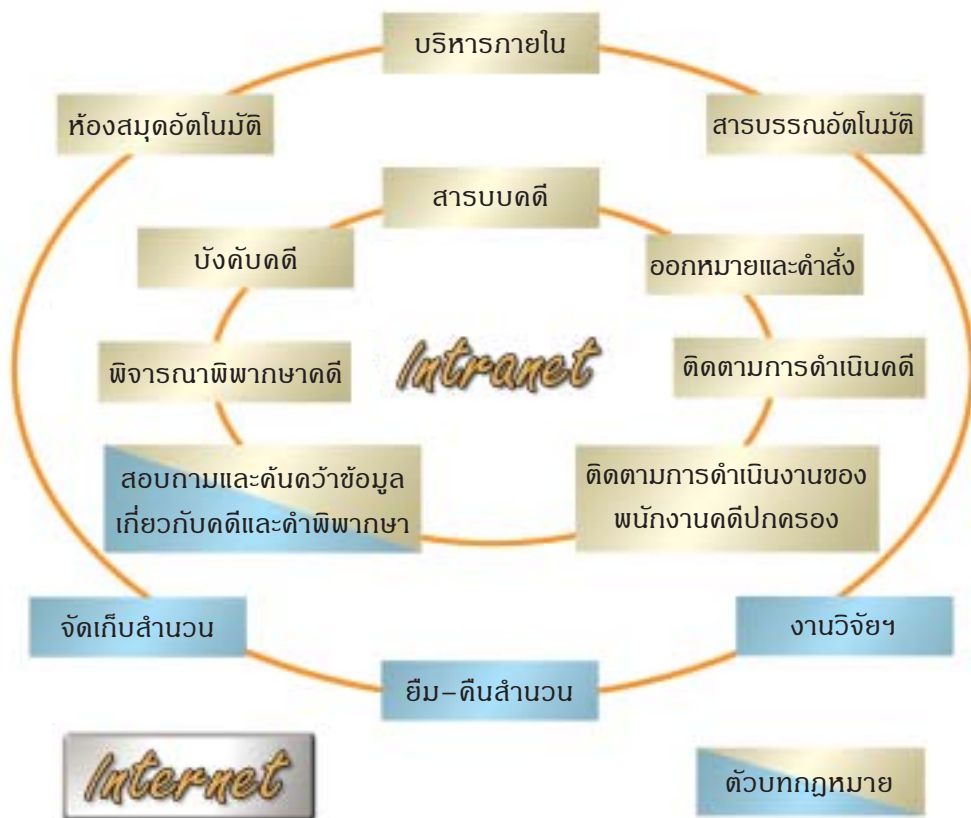 บริหารภายใน
ห้องสมุดอัตโนมัติ
สารบรรณอัตโนมัติ
สารบบคดี
บังคับคดี
ออกหมายและคำสั่ง
Intranet
พิจารณาพิพากษาคดี
ติดตามการดำเนินคดี
สอบถามและค้นคว้าข้อมูล
เกี่ยวกับคดีและคำพิพากษา
ติดตามการดำเนินงานของ
พนักงานคดีปกครอง
จัดเก็บสำนวน
งานวิจัยฯ
ยืม-คืนสำนวน
Internet
ตัวบทกฎหมาย